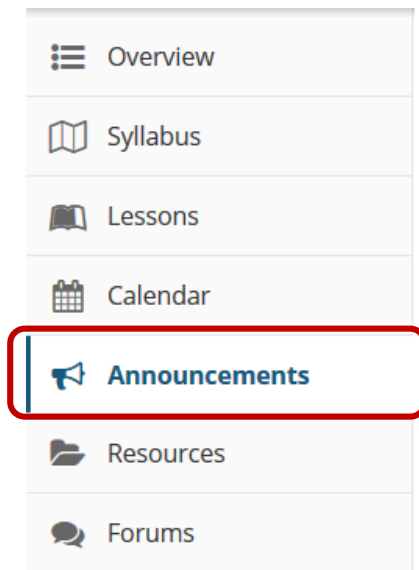 Overview
Syllabus
Lessons
Calendar
Announcements
Resources
Forums